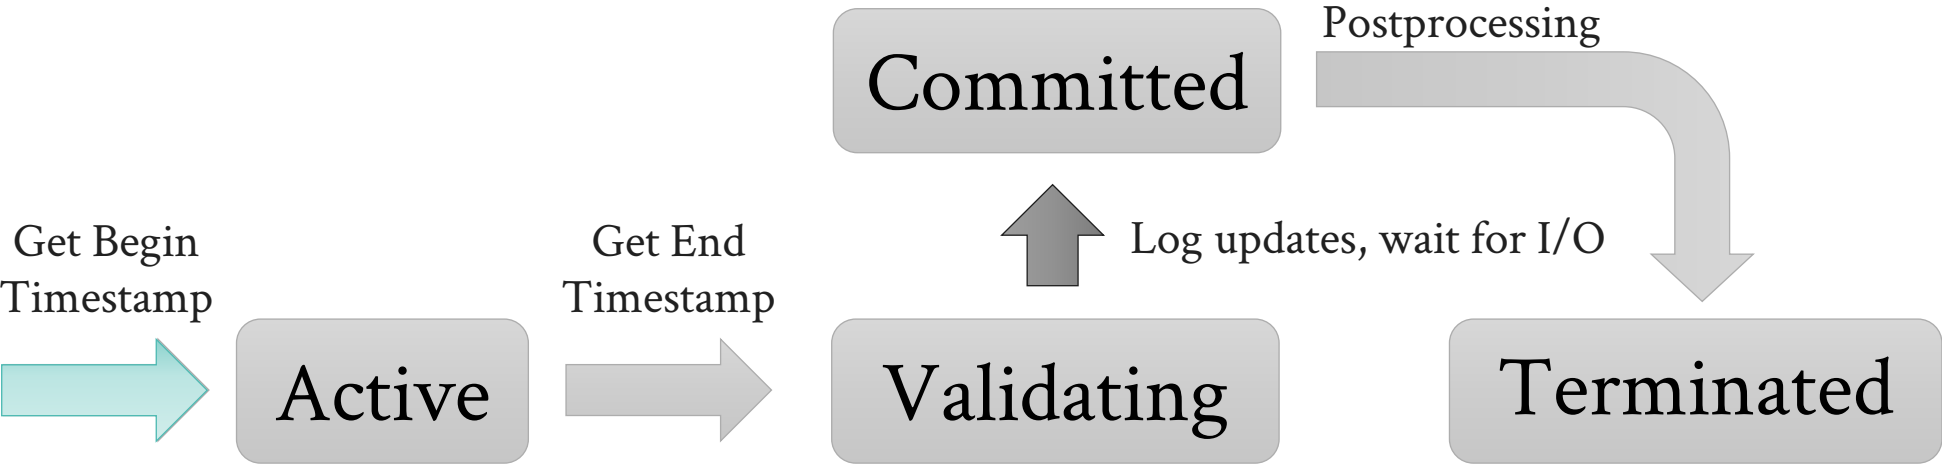 Get Begin
Timestamp
Active
Get End
Timestamp
Validating
Log updates, wait for I/O
Committed
Postprocessing
Terminated